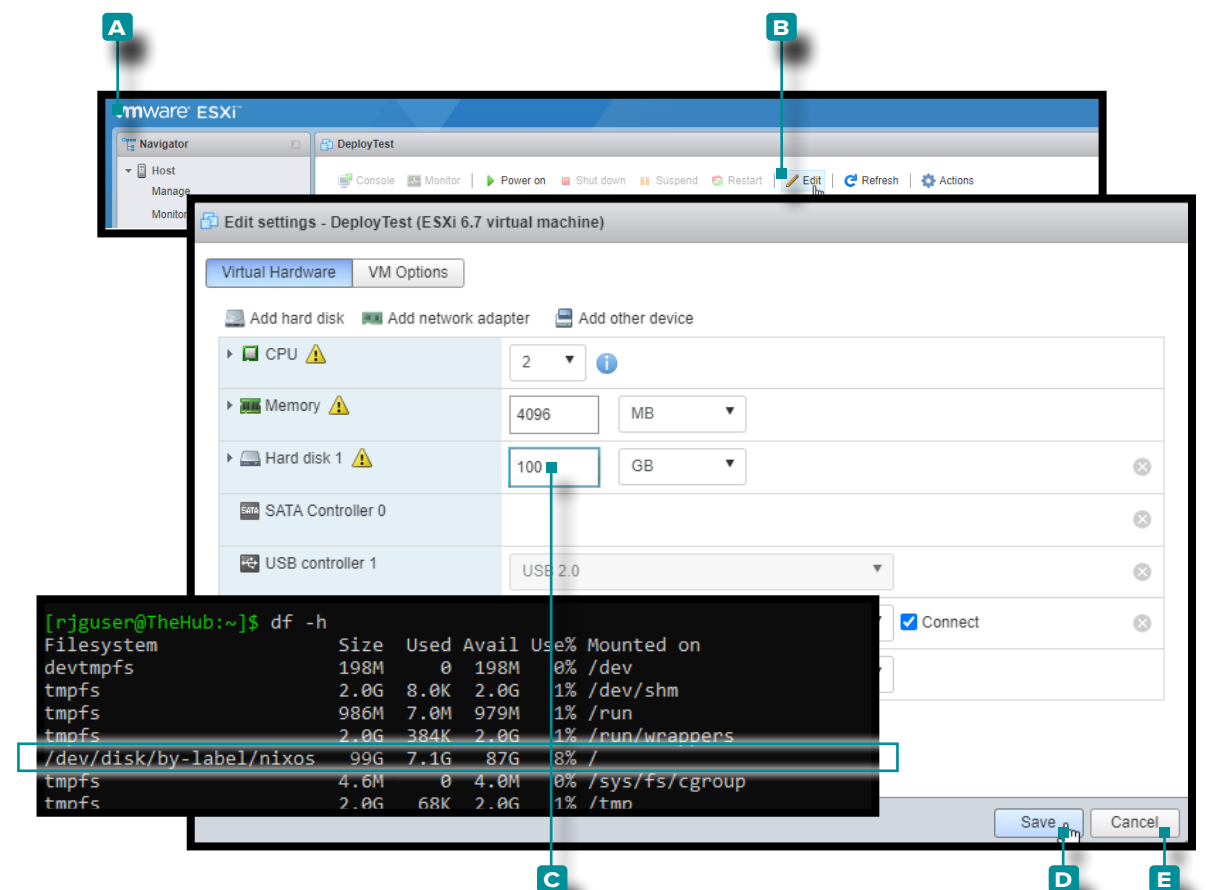 A B
vmware ESXi™
Navigator DeployTest
Host
Console Monitor Power on Shut down Suspend Restart Edit Refresh Actions
Manage
Monitor
Edit settings - DeployTest (ESXi 6.7 virtual machine)
Virtual Hardware VM Options
Add hard disk Add network adapter Add other device
CPU 2 i
Memory 4096 MB
Hard disk 1 100 GB
SATA SATA Controller 0
USB controller 1 USB 2.0
Connect
[rjguser@TheHub:~]$ df -h
Filesystem Size Used Avail Use% Mounted on
devtmpfs 198M 0 198M 0% /dev
tmpfs 2.0G 8.0K 2.0G 1% /dev/shm
tmpfs 986M 7.0M 979M 1% /run
tmpfs 2.0G 384K 2.0G 1% /run/wrappers
/dev/disk/by-label/nixos 99G 7.1G 87G 8% /
tmpfs 4.6M 0 4.0M 0% /sys/fs/cgroup
tmpfs 2.0G 68K 2.0G 1% /tmp
Save Cancel
C D E